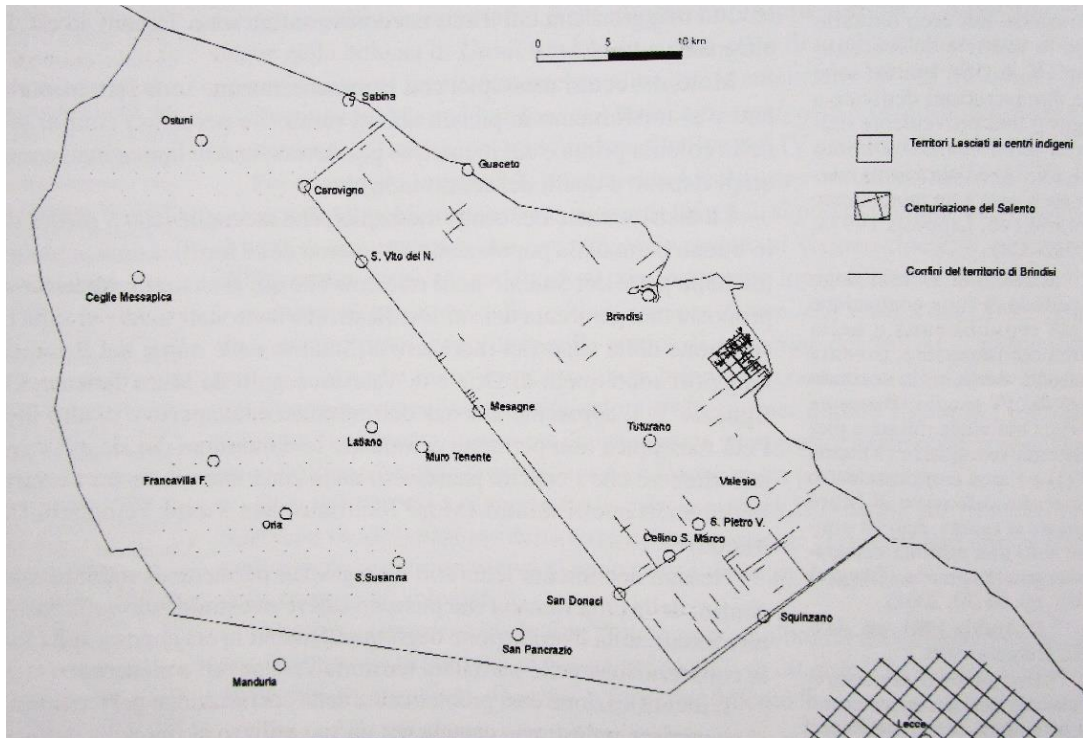 0 5 10 km
S. Sabina
Ostuni
Guaceto
Carovigno
S. Vito dei N.
Ceglie Messapica
Brindisi
Mesagne
Latiano
Muro Tenente
Tuturano
Francavilla F.
Oria
Valesio
S. Pietro V.
Cellino S. Marco
S.Susanna
San Donaci
Squinzano
San Pancrazio
Manduria
Lecce
Territori Lasciati ai centri indigeni
Centuriazione del Salento
Confini del territorio di Brindisi